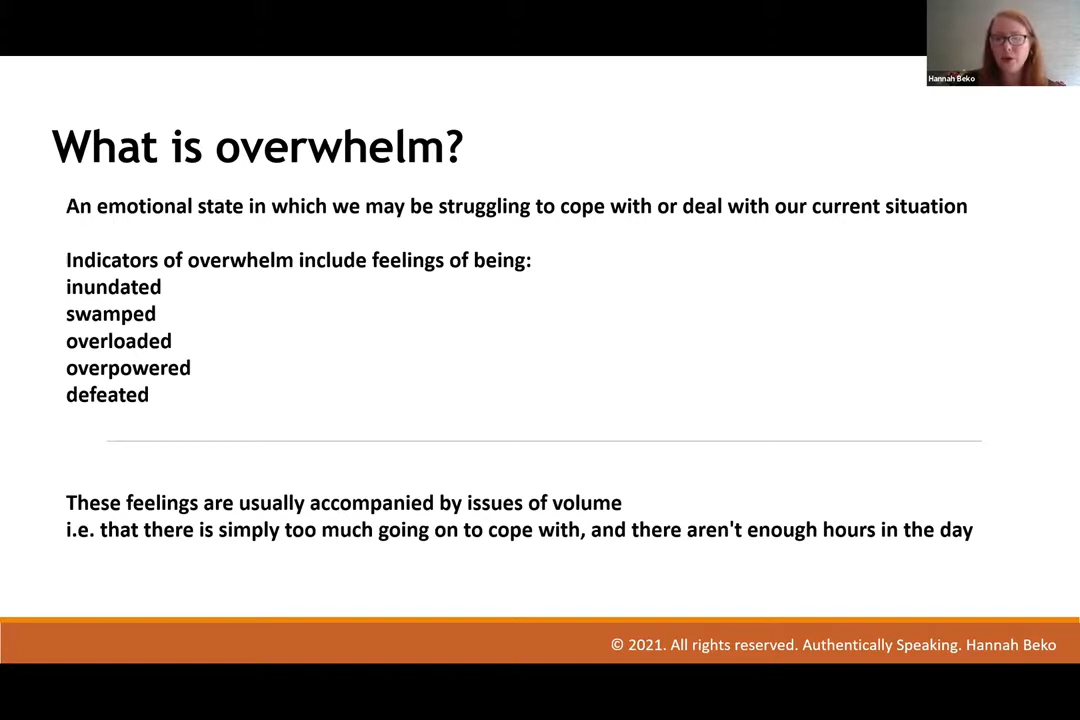 Hannah Beko
What is overwhelm?
An emotional state in which we may be struggling to cope with or deal with our current situation
Indicators of overwhelm include feelings of being:
inundated
swamped
overloaded
overpowered
defeated
These feelings are usually accompanied by issues of volume
i.e. that there is simply too much going on to cope with, and there aren't enough hours in the day
© 2021. All rights reserved. Authentically Speaking. Hannah Beko